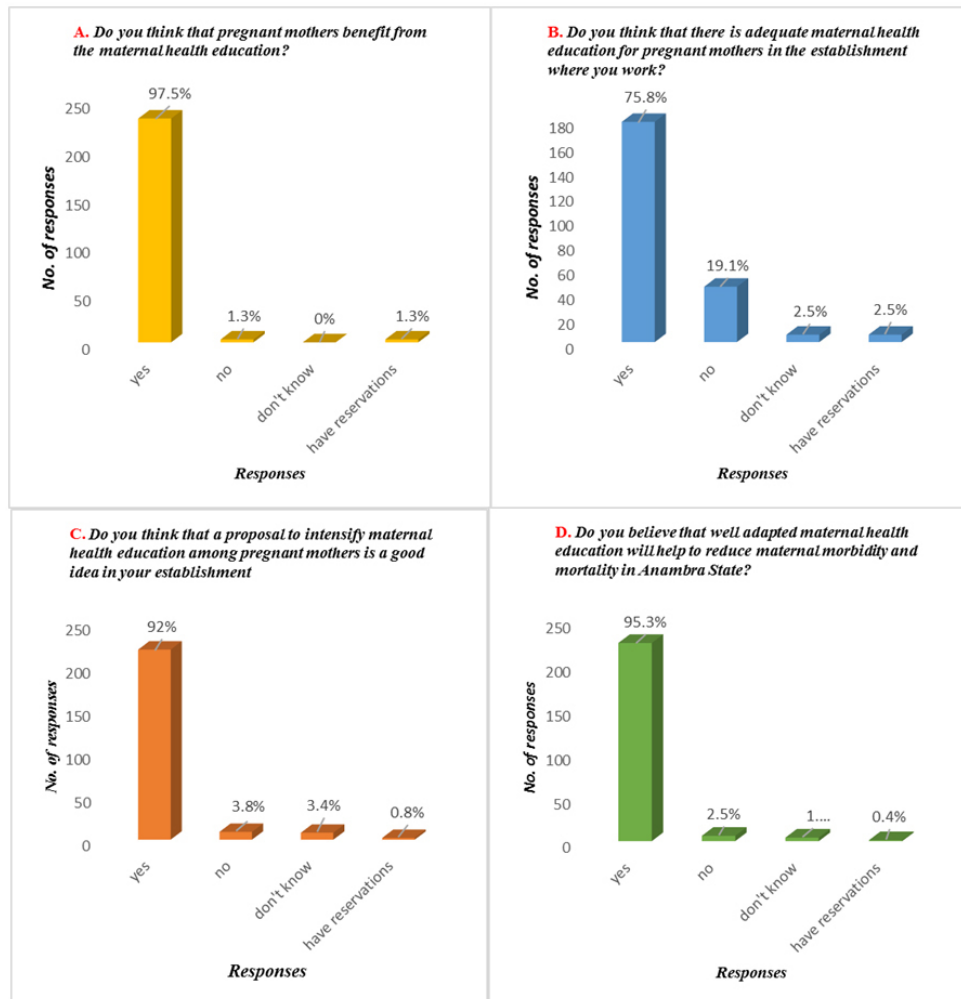 A. Do you think that pregnant mothers benefit from
the maternal health education?
97.5%
250
200
150
100
50
0
1.3%
0%
1.3%
No. of responses
yes
no
don't know
have reservations
Responses
B. Do you think that there is adequate maternal health
education for pregnant mothers in the establishment
where you work?
75.8%
180
160
140
120
100
80
60
40
20
0
19.1%
2.5%
2.5%
No. of responses
yes
no
don't know
have reservations
Responses
C. Do you think that a proposal to intensify maternal
health education among pregnant mothers is a good
idea in your establishment
92%
250
200
150
100
50
0
3.8%
3.4%
0.8%
No. of responses
yes
no
don't know
have reservations
Responses
D. Do you believe that well adapted maternal health
education will help to reduce maternal morbidity and
mortality in Anambra State?
95.3%
250
200
150
100
50
0
2.5%
1....
0.4%
No. of responses
yes
no
don't know
have reservations
Responses